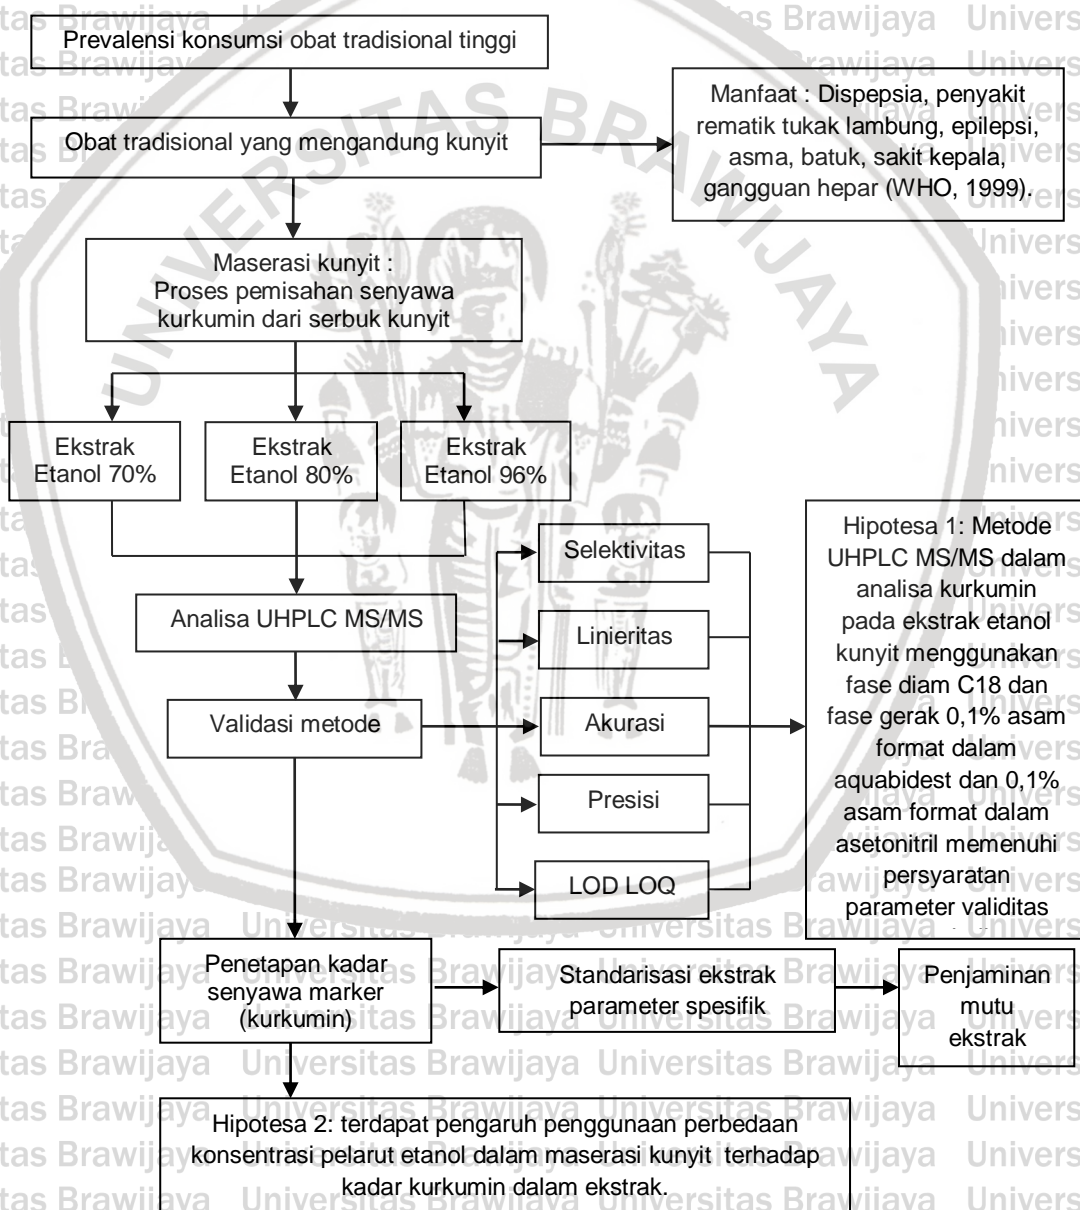 Prevalensi konsumsi obat tradisional tinggi
Obat tradisional yang mengandung kunyit
Manfaat : Dispepsia, penyakit
rematik tukak lambung, epilepsi,
asma, batuk, sakit kepala,
gangguan hepar (WHO, 1999).
Maserasi kunyit :
Proses pemisahan senyawa
kurkumin dari serbuk kunyit
Ekstrak
Etanol 70%
Ekstrak
Etanol 80%
Ekstrak
Etanol 96%
Analisa UHPLC MS/MS
Validasi metode
Selektivitas
Linieritas
Akurasi
Presisi
LOD LOQ
Hipotesa 1: Metode
UHPLC MS/MS dalam
analisa kurkumin
pada ekstrak etanol
kunyit menggunakan
fase diam C18 dan
fase gerak 0,1% asam
format dalam
aquabidest dan 0,1%
asam format dalam
asetonitril memenuhi
persyaratan
parameter validitas
Penetapan kadar
senyawa marker
(kurkumin)
Standarisasi ekstrak
parameter spesifik
Penjaminan
mutu
ekstrak
Hipotesa 2: terdapat pengaruh penggunaan perbedaan
konsentrasi pelarut etanol dalam maserasi kunyit terhadap
kadar kurkumin dalam ekstrak.
UNIVERSITAS BRAWIJAYA